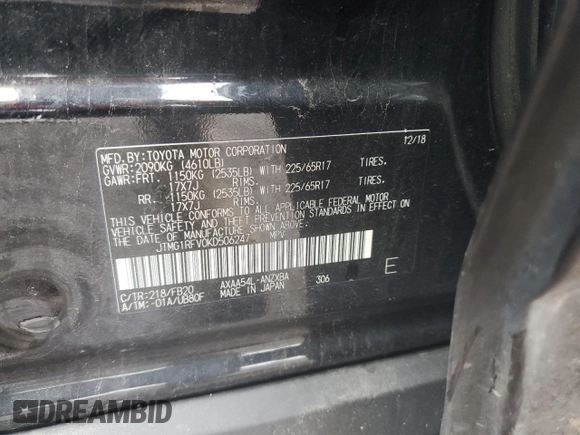 MFD.BY:TOYOTA MOTOR CORPORATION 12/18
GVWR:2090KG (4610LB)
GAWR:FRT. 1150KG (2535LB) WITH 225/65R17 TIRES.
17X7J RIMS.
RR. 1150KG (2535LB) WITH 225/65R17 TIRES.
17X7J RIMS.
THIS VEHICLE CONFORMS TO ALL APPLICABLE FEDERAL MOTOR
VEHICLE SAFETY AND THEFT PREVENTION STANDARDS IN EFFECT
ON THE DATE OF MANUFACTURE SHOWN ABOVE.
JTMG1RFV0KD506247 MPV
E
C/TR:218/FB20 AXAA54L-ANZXBA 306
A/TM:-01A/UB80F MADE IN JAPAN
DREAMBID